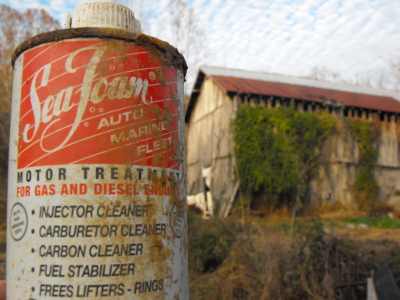 Sea Foam®
AUTO
MARINE
FLEET
MOTOR TREATMENT
FOR GAS AND DIESEL ENGINE
• INJECTOR CLEANER
• CARBURETOR CLEANER
• CARBON CLEANER
• FUEL STABILIZER
• FREES LIFTERS - RINGS